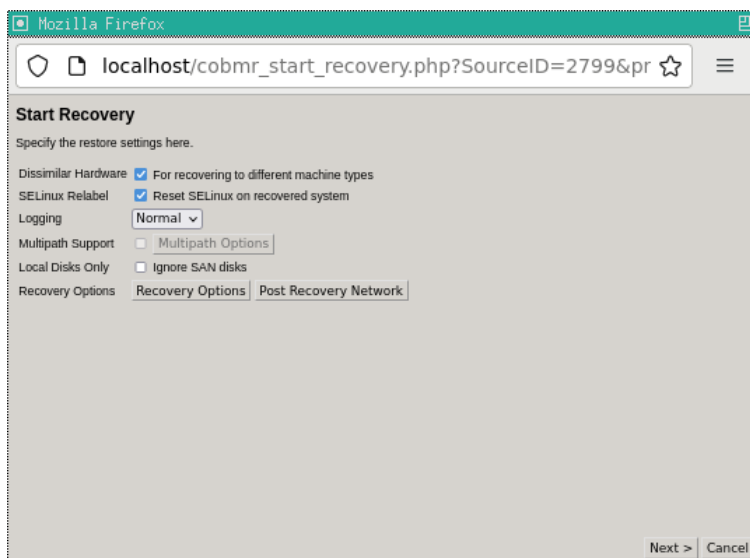 Mozilla Firefox
localhost/cobmr_start_recovery.php?SourceID=2799&pr
Start Recovery
Specify the restore settings here.
Dissimilar Hardware For recovering to different machine types
SELinux Relabel Reset SELinux on recovered system
Logging Normal
Multipath Support Multipath Options
Local Disks Only Ignore SAN disks
Recovery Options Recovery Options Post Recovery Network
Next > Cancel